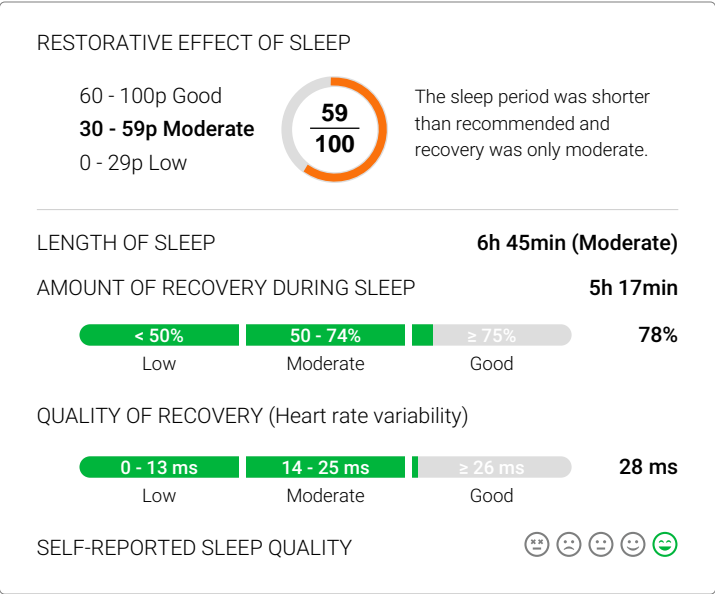 RESTORATIVE EFFECT OF SLEEP
60 - 100p Good
30 - 59p Moderate
0 - 29p Low
59
100
The sleep period was shorter
than recommended and
recovery was only moderate.
LENGTH OF SLEEP 6h 45min (Moderate)
AMOUNT OF RECOVERY DURING SLEEP 5h 17min
< 50% 50 - 74% ≥ 75% 78%
Low Moderate Good
QUALITY OF RECOVERY (Heart rate variability)
0 - 13 ms 14 - 25 ms ≥ 26 ms 28 ms
Low Moderate Good
SELF-REPORTED SLEEP QUALITY